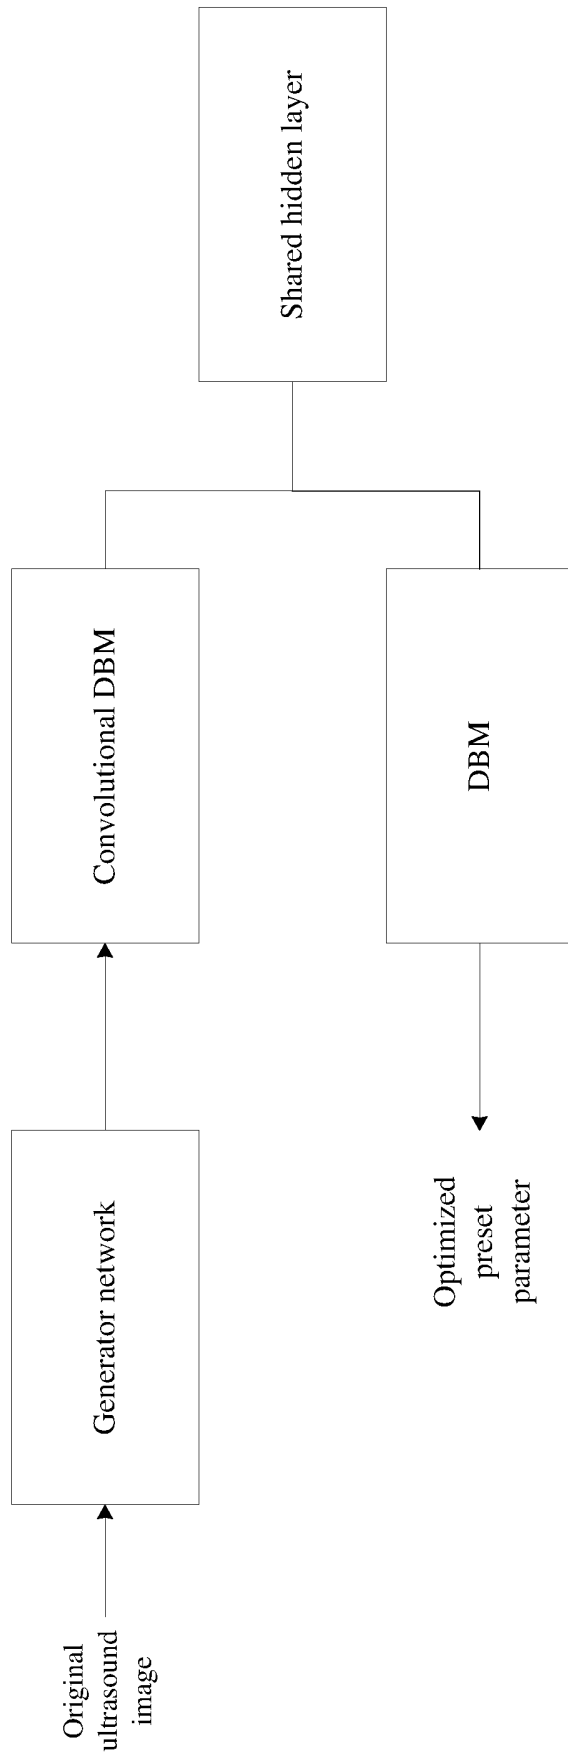 Original
ultrasound
image
Generator network
Convolutional DBM
Shared hidden layer
DBM
Optimized
preset
parameter